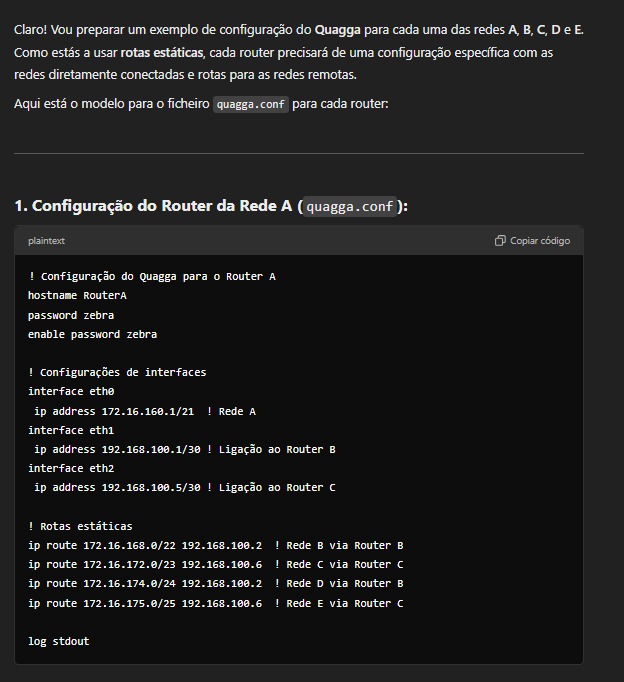 Claro! Vou preparar um exemplo de configuração do Quagga para cada uma das redes A, B, C, D e E.
Como estás a usar rotas estáticas, cada router precisará de uma configuração específica com as
redes diretamente conectadas e rotas para as redes remotas.
Aqui está o modelo para o ficheiro quagga.conf para cada router:
1. Configuração do Router da Rede A (quagga.conf):
plaintext
Copiar código
! Configuração do Quagga para o Router A
hostname RouterA
password zebra
enable password zebra
! Configurações de interfaces
interface eth0
 ip address 172.16.160.1/21  ! Rede A
interface eth1
 ip address 192.168.100.1/30 ! Ligação ao Router B
interface eth2
 ip address 192.168.100.5/30 ! Ligação ao Router C
! Rotas estáticas
ip route 172.16.168.0/22 192.168.100.2  ! Rede B via Router B
ip route 172.16.172.0/23 192.168.100.6  ! Rede C via Router C
ip route 172.16.174.0/24 192.168.100.2  ! Rede D via Router B
ip route 172.16.175.0/25 192.168.100.6  ! Rede E via Router C
log stdout